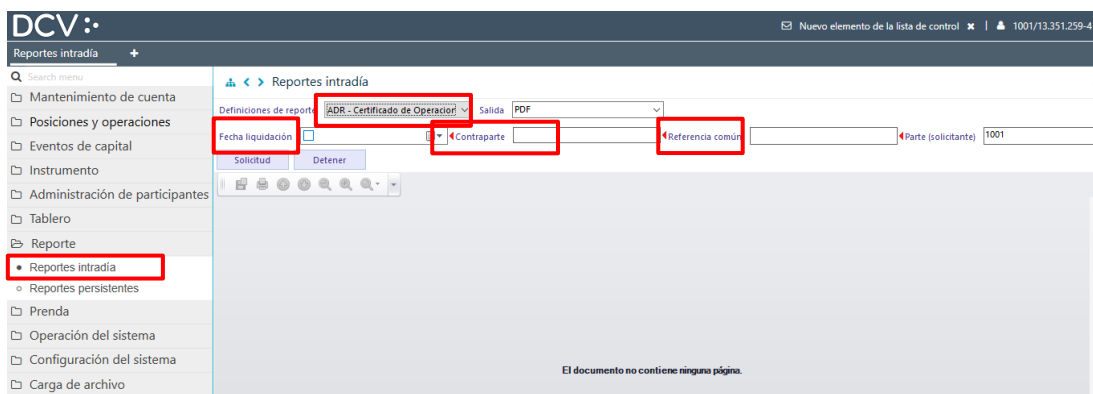 DCV
Nuevo elemento de la lista de control ✖ | 1001/13.351.259-4
Reportes intradía +
Search menu
Reportes intradía
Mantenimiento de cuenta
Definiciones de reporte ADR - Certificado de Operacior Salida PDF
Posiciones y operaciones
Fecha liquidación Contraparte Referencia común Parte (solicitante) 1001
Eventos de capital
Solicitud Detener
Instrumento
Administración de participantes
Tablero
Reporte
Reportes intradía
Reportes persistentes
Prenda
Operación del sistema
Configuración del sistema
El documento no contiene ninguna página.
Carga de archivo